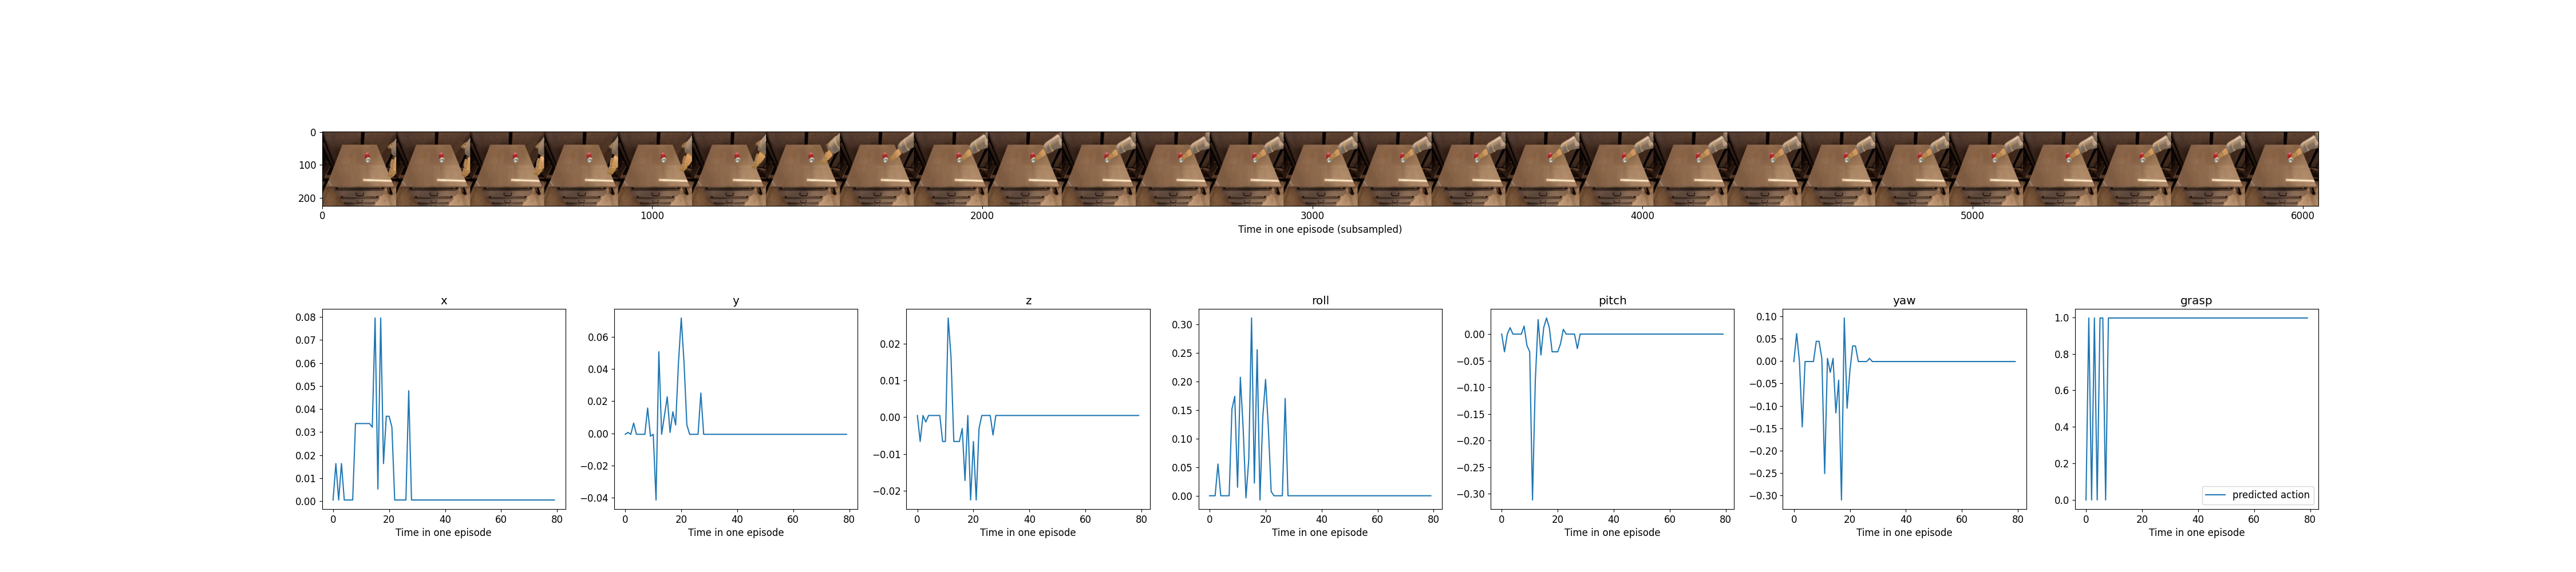 0
100
200
0 1000 2000 3000 4000 5000 6000
Time in one episode (subsampled)
x
0.08
0.07
0.06
0.05
0.04
0.03
0.02
0.01
0.00
0 20 40 60 80
Time in one episode
y
0.06
0.04
0.02
0.00
−0.02
−0.04
0 20 40 60 80
Time in one episode
z
0.02
0.01
0.00
−0.01
−0.02
0 20 40 60 80
Time in one episode
roll
0.30
0.25
0.20
0.15
0.10
0.05
0.00
0 20 40 60 80
Time in one episode
pitch
0.00
−0.05
−0.10
−0.15
−0.20
−0.25
−0.30
0 20 40 60 80
Time in one episode
yaw
0.10
0.05
0.00
−0.05
−0.10
−0.15
−0.20
−0.25
−0.30
0 20 40 60 80
Time in one episode
grasp
1.0
0.8
0.6
0.4
0.2
0.0
predicted action
0 20 40 60 80
Time in one episode